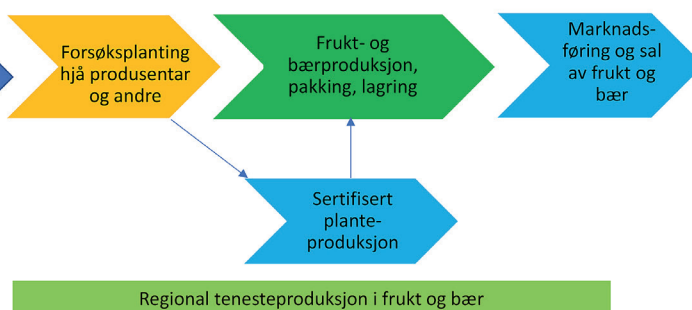 Forsøksplanting
hjå produsentar
og andre
Frukt- og
bærproduksjon,
pakking, lagring
Marknads-
føring og sal
av frukt og
bær
Sertifisert
plante-
produksjon
Regional tenesteproduksjon i frukt og bær